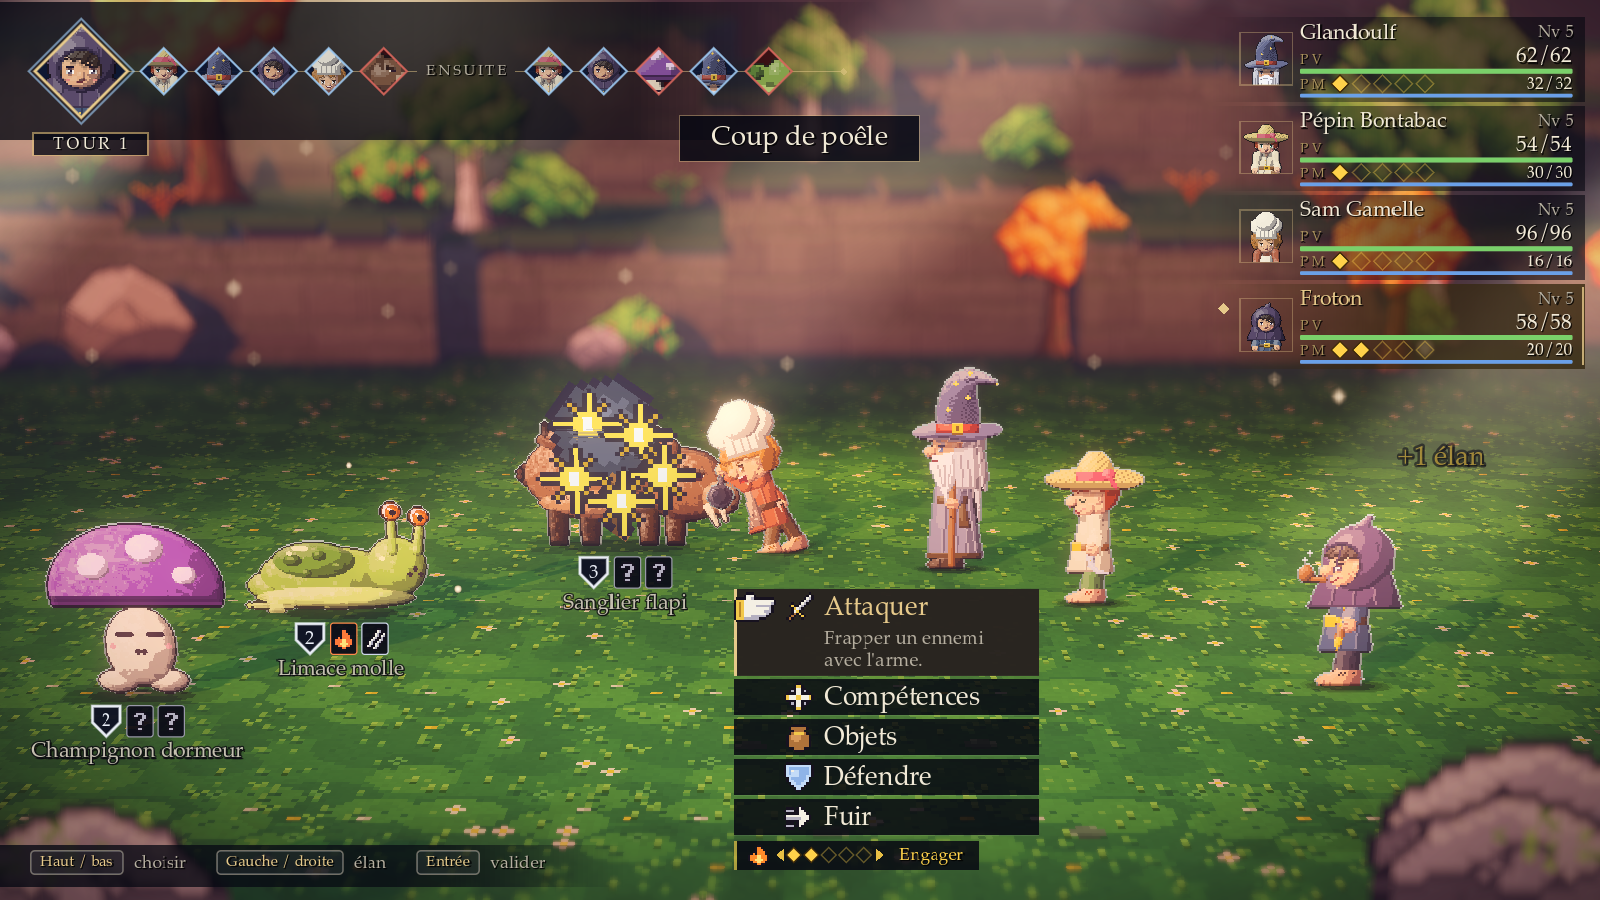 ENSUITE
TOUR 1
Coup de poêle
Glandoulf Nv 5
PV 62/62
PM 32/32
Pépin Bontabac Nv 5
PV 54/54
PM 30/30
Sam Gamelle Nv 5
PV 96/96
PM 16/16
Froton Nv 5
PV 58/58
PM 20/20
+1 élan
3 ? ?
Sanglier flapi
2
Limace molle
2 ? ?
Champignon dormeur
Attaquer
Frapper un ennemi
avec l'arme.
Compétences
Objets
Défendre
Fuir
Engager
Haut / bas choisir Gauche / droite élan Entrée valider